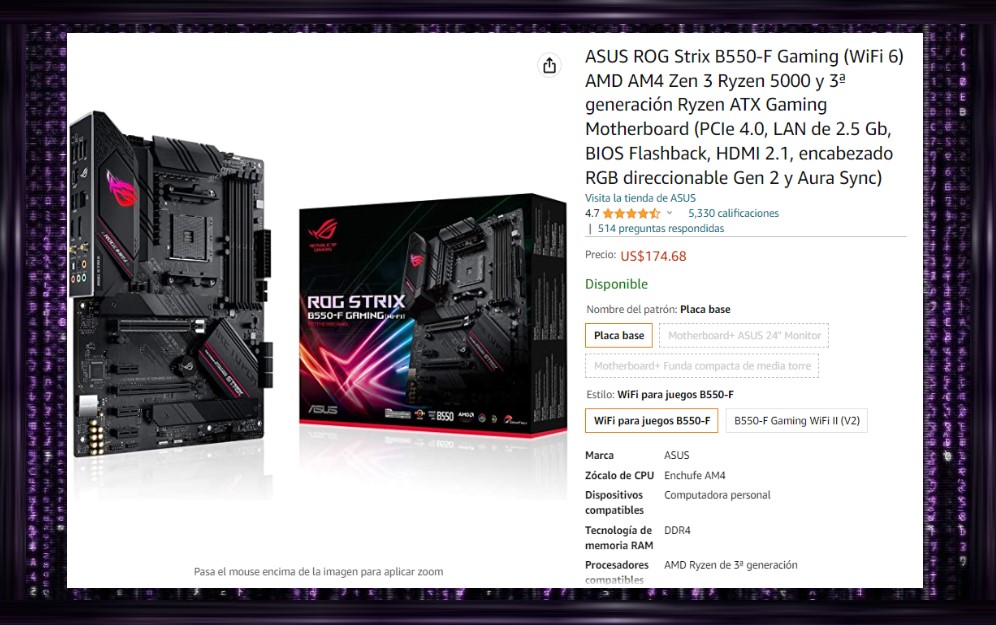 ASUS ROG Strix B550-F Gaming (WiFi 6)
AMD AM4 Zen 3 Ryzen 5000 y 3ª
generación Ryzen ATX Gaming
Motherboard (PCIe 4.0, LAN de 2.5 Gb,
BIOS Flashback, HDMI 2.1, encabezado
RGB direccionable Gen 2 y Aura Sync)
Visita la tienda de ASUS
4.7 5,330 calificaciones
| 514 preguntas respondidas
Precio: US$174.68
Disponible
Nombre del patrón: Placa base
Placa base Motherboard+ ASUS 24" Monitor
Motherboard+ Funda compacta de media torre
Estilo: WiFi para juegos B550-F
WiFi para juegos B550-F B550-F Gaming WiFi II (V2)
Marca ASUS
Zócalo de CPU Enchufe AM4
Dispositivos compatibles Computadora personal
Tecnología de memoria RAM DDR4
Procesadores compatibles AMD Ryzen de 3ª generación
ROG STRIX
B550-F GAMING (WI-FI)
ASUS
B550
AMD
Pasa el mouse encima de la imagen para aplicar zoom